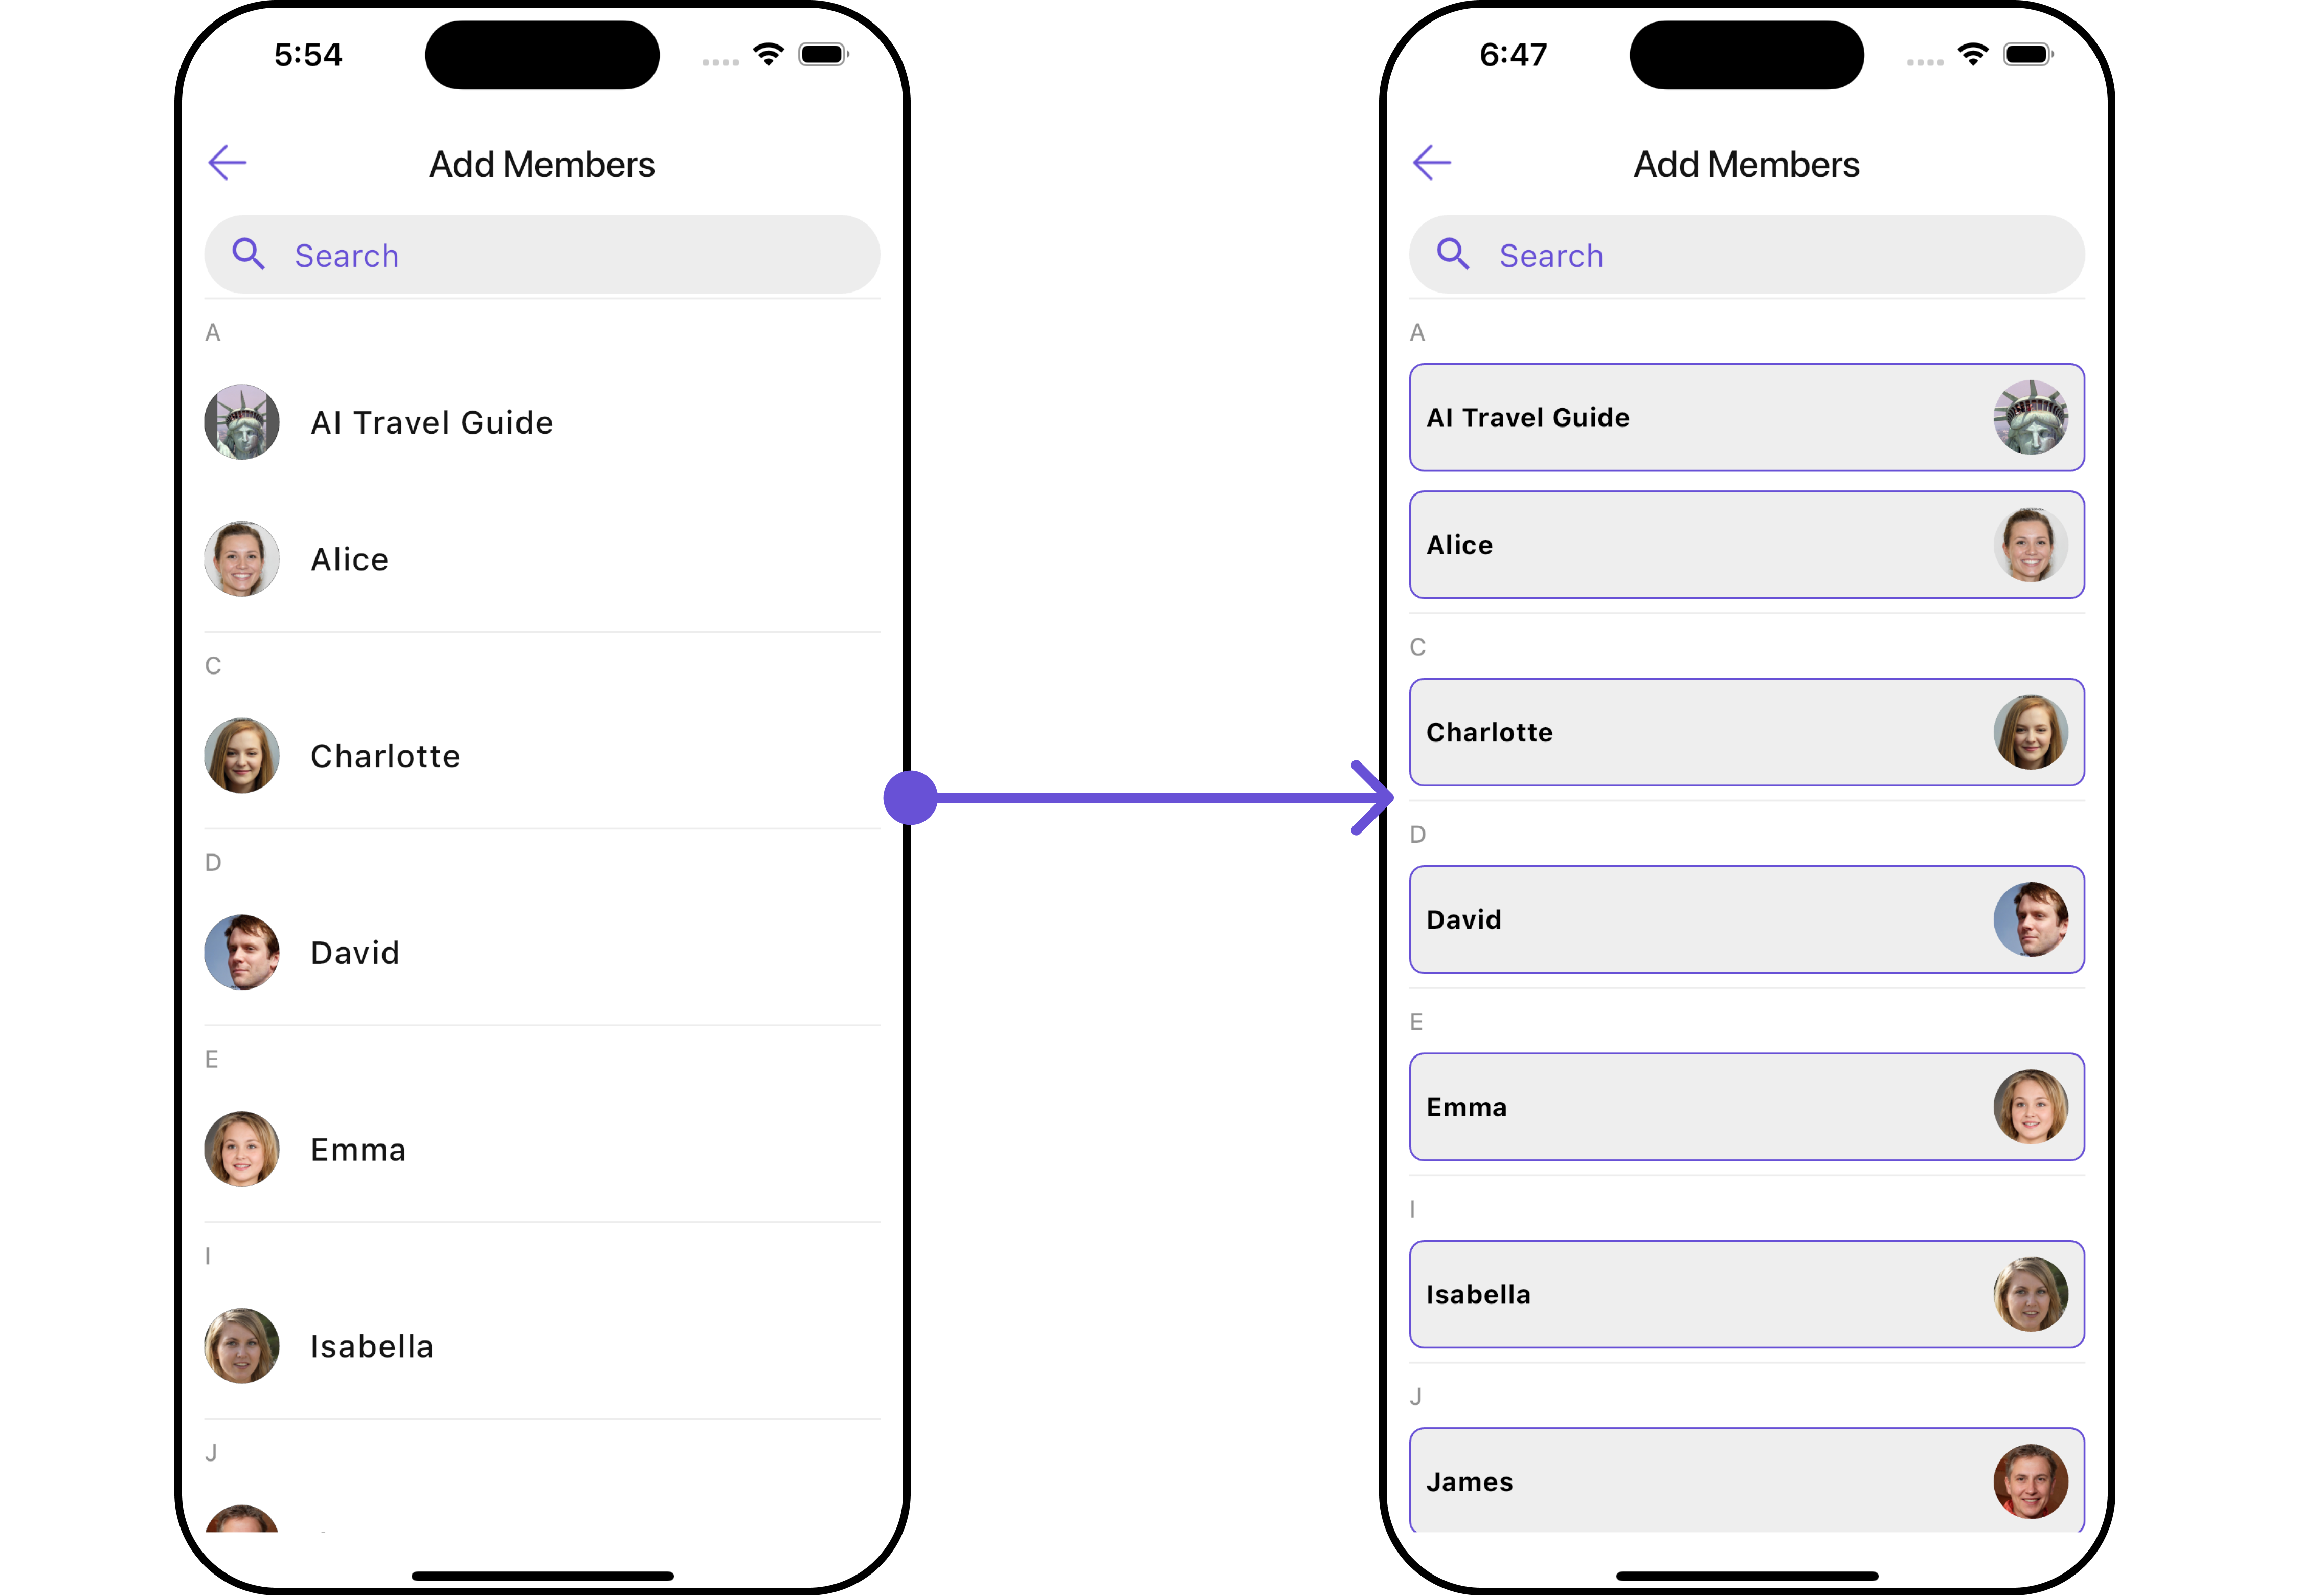 5:54
Add Members
Search
A
AI Travel Guide
Alice
C
Charlotte
D
David
E
Emma
I
Isabella
J
6:47
Add Members
Search
A
AI Travel Guide
Alice
C
Charlotte
D
David
E
Emma
I
Isabella
J
James